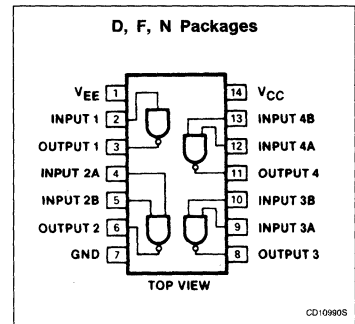 D, F, N Packages
VEE 1
INPUT 1 2
OUTPUT 1 3
INPUT 2A 4
INPUT 2B 5
OUTPUT 2 6
GND 7
14 VCC
13 INPUT 4B
12 INPUT 4A
11 OUTPUT 4
10 INPUT 3B
9 INPUT 3A
8 OUTPUT 3
TOP VIEW
CD10990S